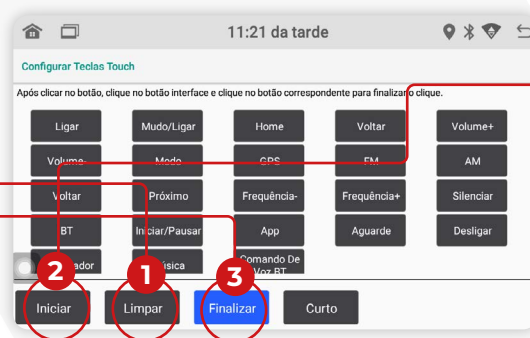 11:21 da tarde
Configurar Teclas Touch
Após clicar no botão, clique no botão interface e clique no botão correspondente para finalizar o clique.
Ligar Mudo/Ligar Home Voltar Volume+
Volume- Modo GPS FM AM
Voltar Próximo Frequência- Frequência+ Silenciar
BT Iniciar/Pausar App Aguarde Desligar
Comando De
Voz BT
2 1 3
Iniciar Limpar Finalizar Curto